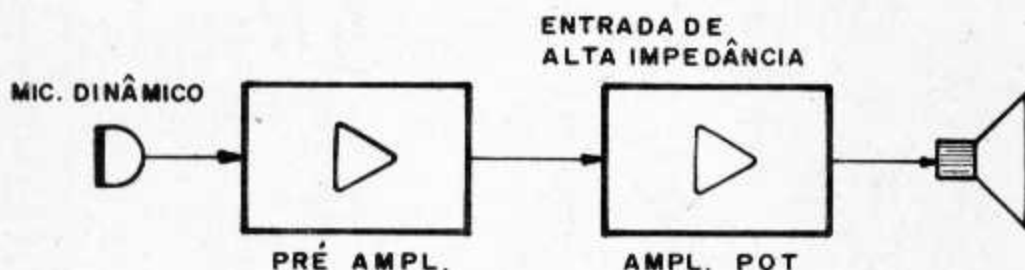 ENTRADA DE
ALTA IMPEDÂNCIA
MIC. DINÂMICO
PRÉ AMPL.
AMPL. POT